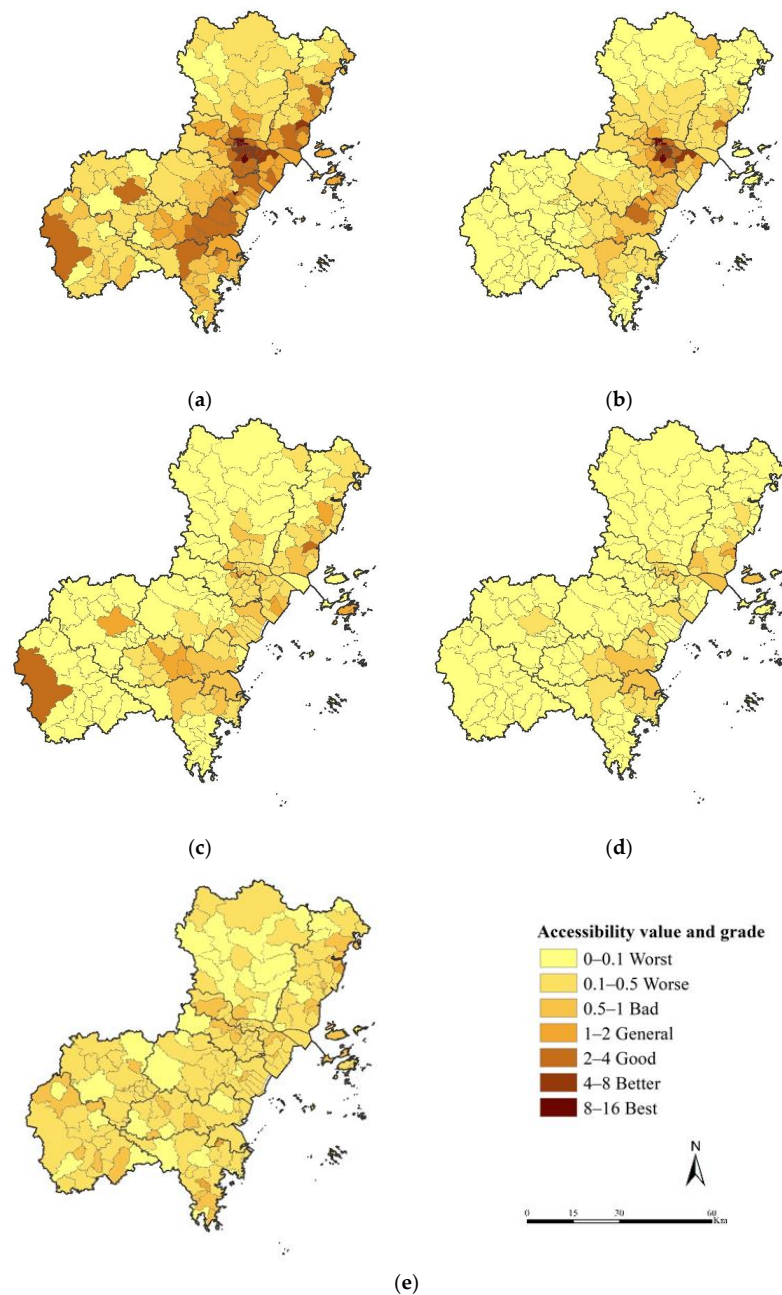 (a)
(b)
(c)
(d)
Accessibility value and grade
0–0.1 Worst
0.1–0.5 Worse
0.5–1 Bad
1–2 General
2–4 Good
4–8 Better
8–16 Best
N
0 15 30 60
Km
(e)